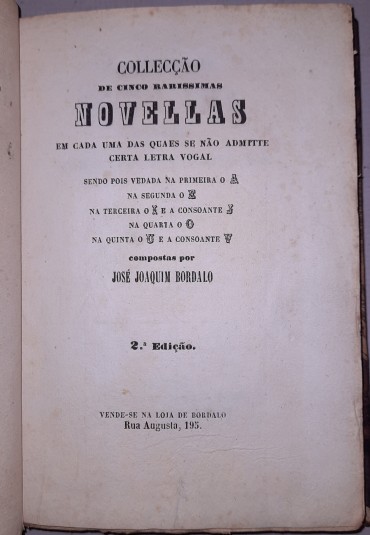 COLLECÇÃO
DE CINCO RARISSIMAS
NOVELLAS
EM CADA UMA DAS QUAES SE NÃO ADMITTE
CERTA LETRA VOGAL
SENDO POIS VEDADA NA PRIMEIRA O A
NA SEGUNDA O E
NA TERCEIRA O I E A CONSOANTE J
NA QUARTA O O
NA QUINTA O U E A CONSOANTE V
compostas por
JOSÉ JOAQUIM BORDALO
2.ª Edição.
VENDE-SE NA LOJA DE BORDALO
Rua Augusta, 195.